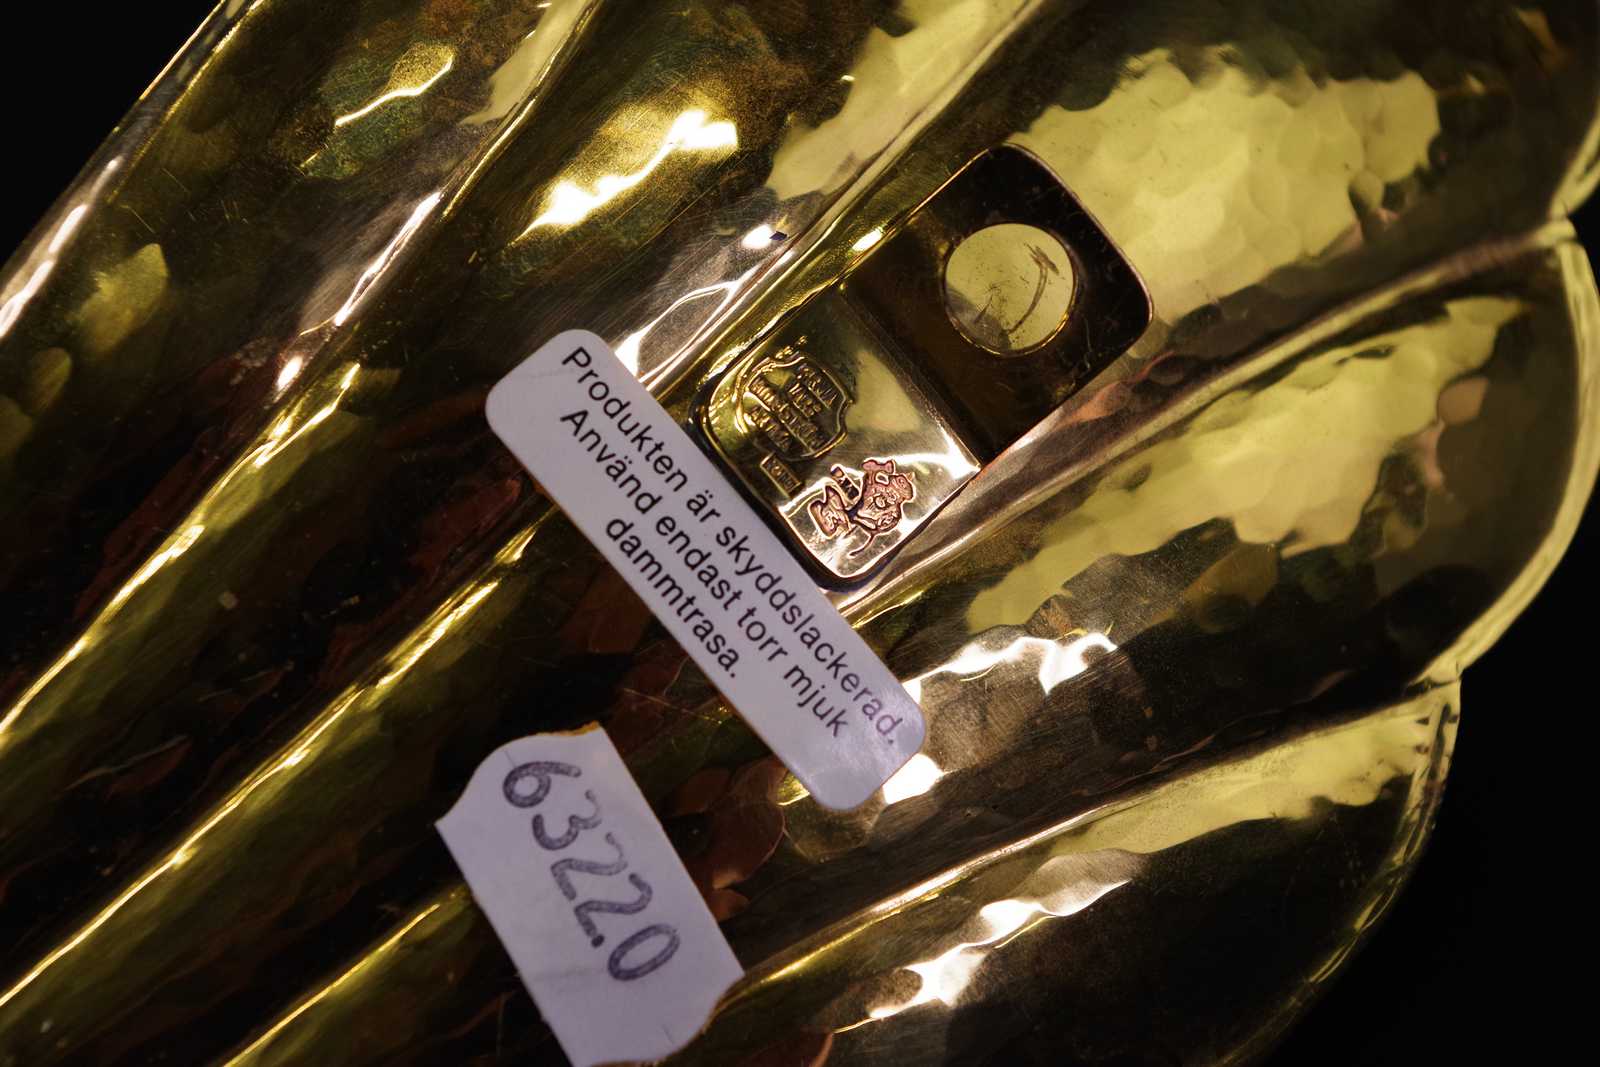 Produkten är skyddslackerad.
Använd endast torr mjuk
dammtrasa.
63220